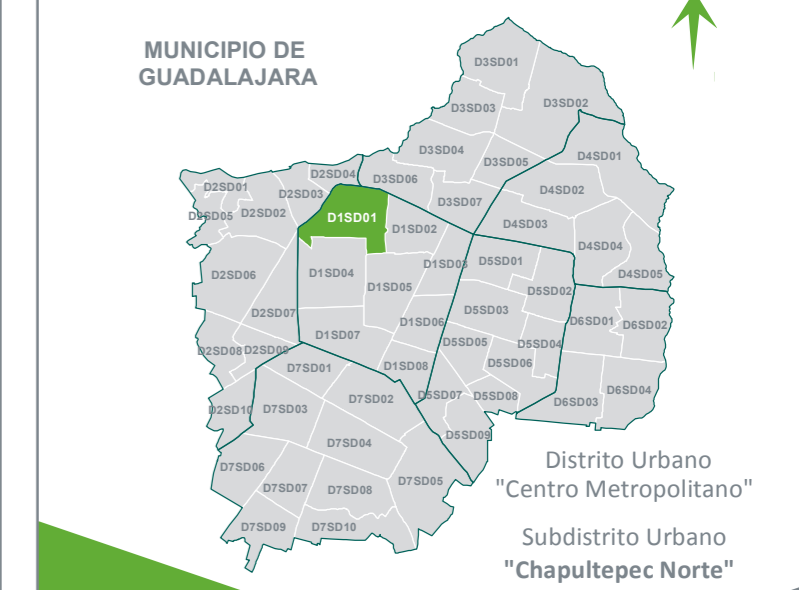 MUNICIPIO DE
GUADALAJARA
D3SD01
D3SD02
D3SD03
D3SD04
D3SD05
D4SD01
D2SD04
D3SD06
D2SD01
D2SD03
D4SD02
D3SD07
D2SD05
D2SD02
D1SD01
D1SD02
D4SD03
D4SD04
D1SD03
D5SD01
D2SD06
D1SD04
D4SD05
D1SD05
D5SD02
D2SD07
D5SD03
D1SD06
D6SD01
D6SD02
D1SD07
D5SD05
D5SD04
D2SD08
D2SD09
D5SD06
D7SD01
D1SD08
D6SD04
D7SD02
D5SD07
D5SD08
D6SD03
D2SD10
D7SD03
D5SD09
D7SD04
D7SD06
D7SD05
D7SD07
D7SD08
D7SD09
D7SD10
Distrito Urbano
"Centro Metropolitano"
Subdistrito Urbano
"Chapultepec Norte"